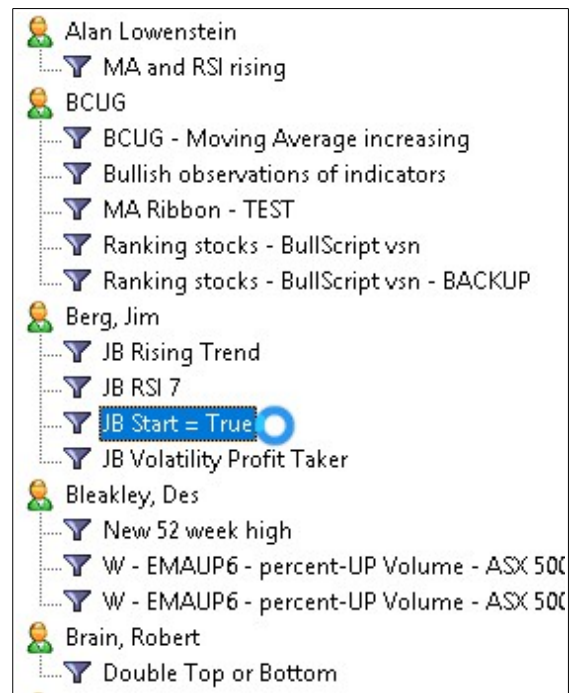 Alan Lowenstein
MA and RSI rising
BCUG
BCUG - Moving Average increasing
Bullish observations of indicators
MA Ribbon - TEST
Ranking stocks - BullScript vsn
Ranking stocks - BullScript vsn - BACKUP
Berg, Jim
JB Rising Trend
JB RSI 7
JB Start = True
JB Volatility Profit Taker
Bleakley, Des
New 52 week high
W - EMAUP6 - percent-UP Volume - ASX 500
W - EMAUP6 - percent-UP Volume - ASX 500
Brain, Robert
Double Top or Bottom